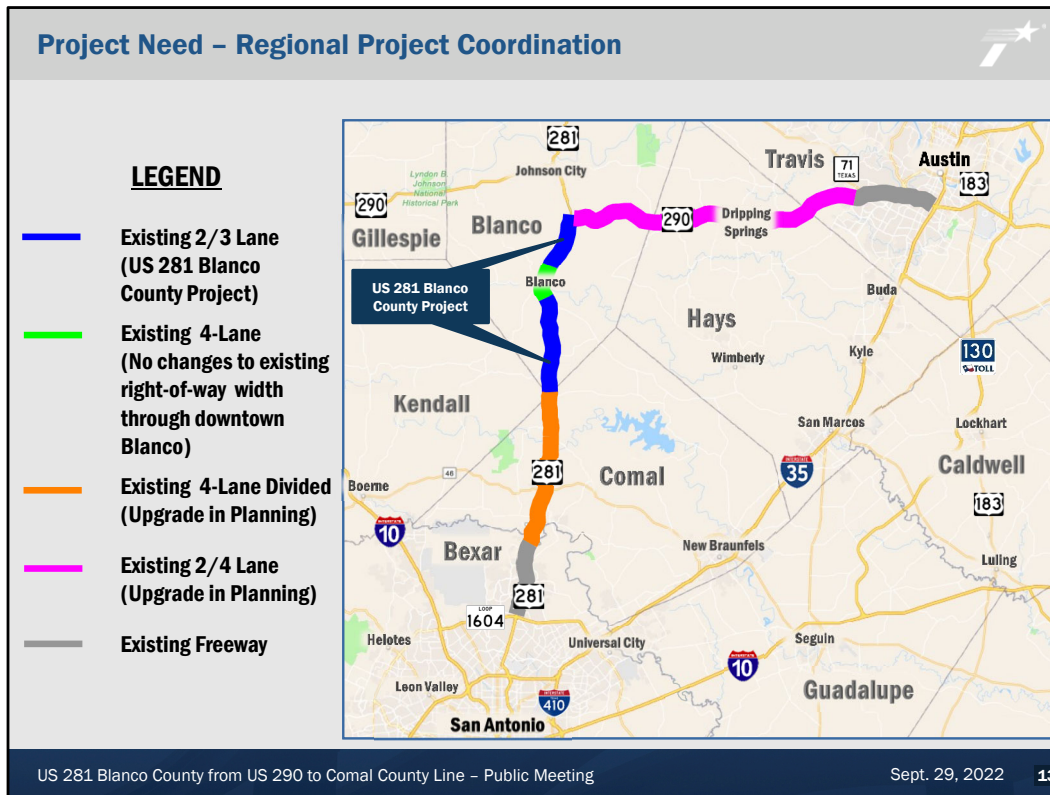 Project Need – Regional Project Coordination
LEGEND
Existing 2/3 Lane
(US 281 Blanco
County Project)
Existing 4-Lane
(No changes to existing
right-of-way width
through downtown
Blanco)
Existing 4-Lane Divided
(Upgrade in Planning)
Existing 2/4 Lane
(Upgrade in Planning)
Existing Freeway
281
Johnson City
Travis
71
TEXAS
Austin
183
Lyndon B
Johnson
National
Historical Park
290
Gillespie
Blanco
290
Dripping
Springs
US 281 Blanco
County Project
Blanco
Buda
Hays
Wimberly
Kyle
130
TOLL
Kendall
San Marcos
Lockhart
INTERSTATE
35
Caldwell
46
281
Comal
183
Boerne
INTERSTATE
10
Bexar
New Braunfels
Luling
281
LOOP
1604
Helotes
Universal City
Seguin
INTERSTATE
10
Leon Valley
Guadalupe
INTERSTATE
410
San Antonio
US 281 Blanco County from US 290 to Comal County Line – Public Meeting
Sept. 29, 2022